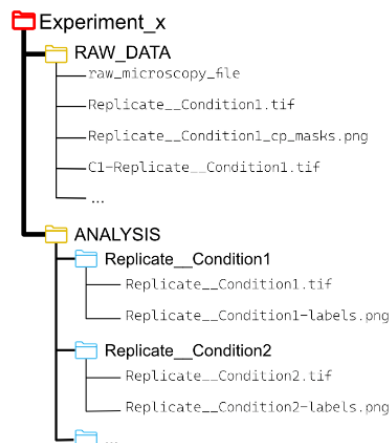 Experiment_x
RAW_DATA
raw_microscopy_file
Replicate__Condition1.tif
Replicate__Condition1_cp_masks.png
C1-Replicate__Condition1.tif
...
ANALYSIS
Replicate__Condition1
Replicate__Condition1.tif
Replicate__Condition1-labels.png
Replicate__Condition2
Replicate__Condition2.tif
Replicate__Condition2-labels.png
...